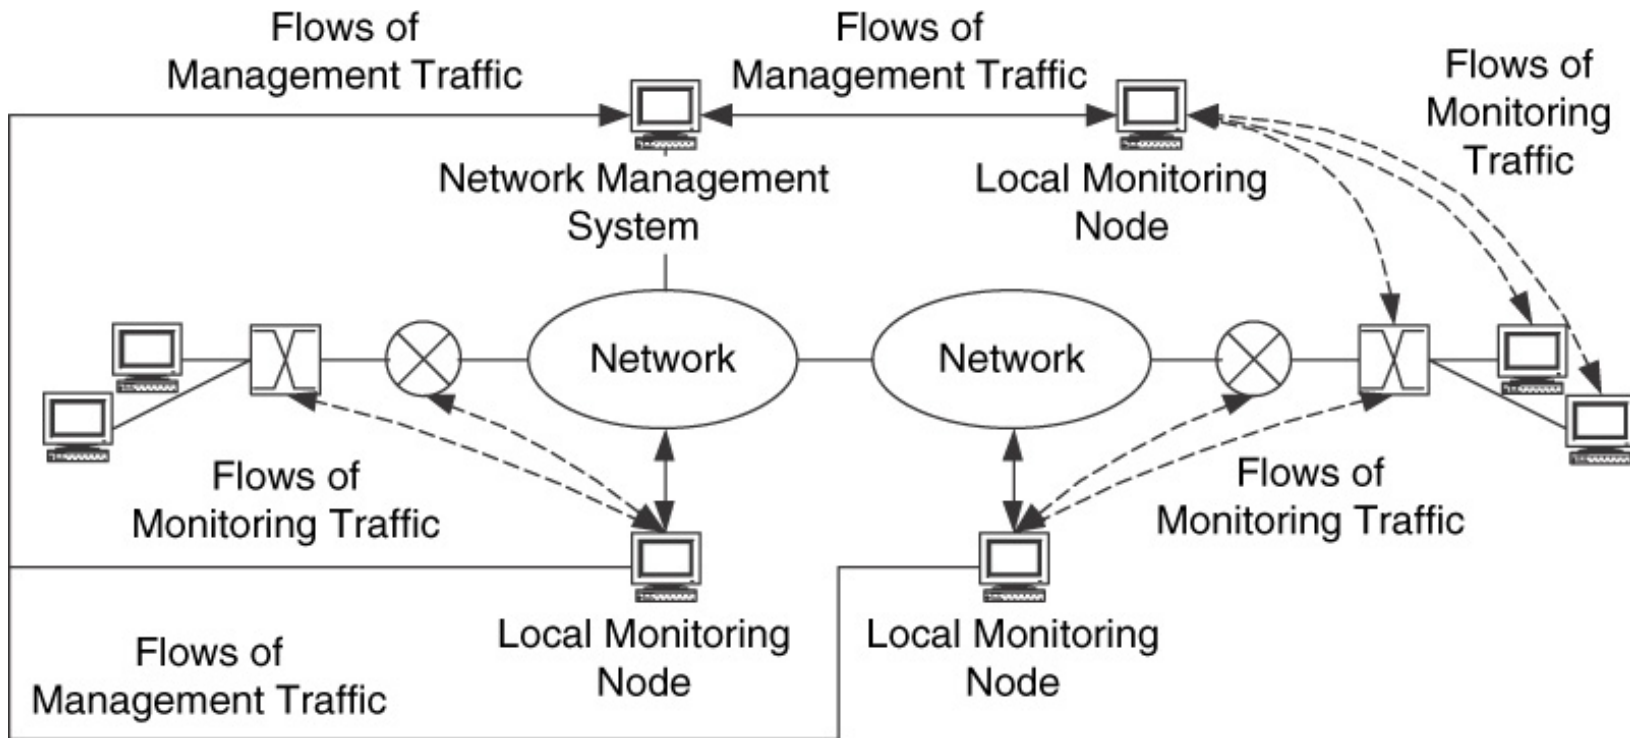 Flows of
Management Traffic
Flows of
Management Traffic
Flows of
Monitoring
Traffic
Network Management
System
Local Monitoring
Node
Network
Network
Flows of
Monitoring Traffic
Flows of
Monitoring Traffic
Local Monitoring
Node
Local Monitoring
Node
Flows of
Management Traffic